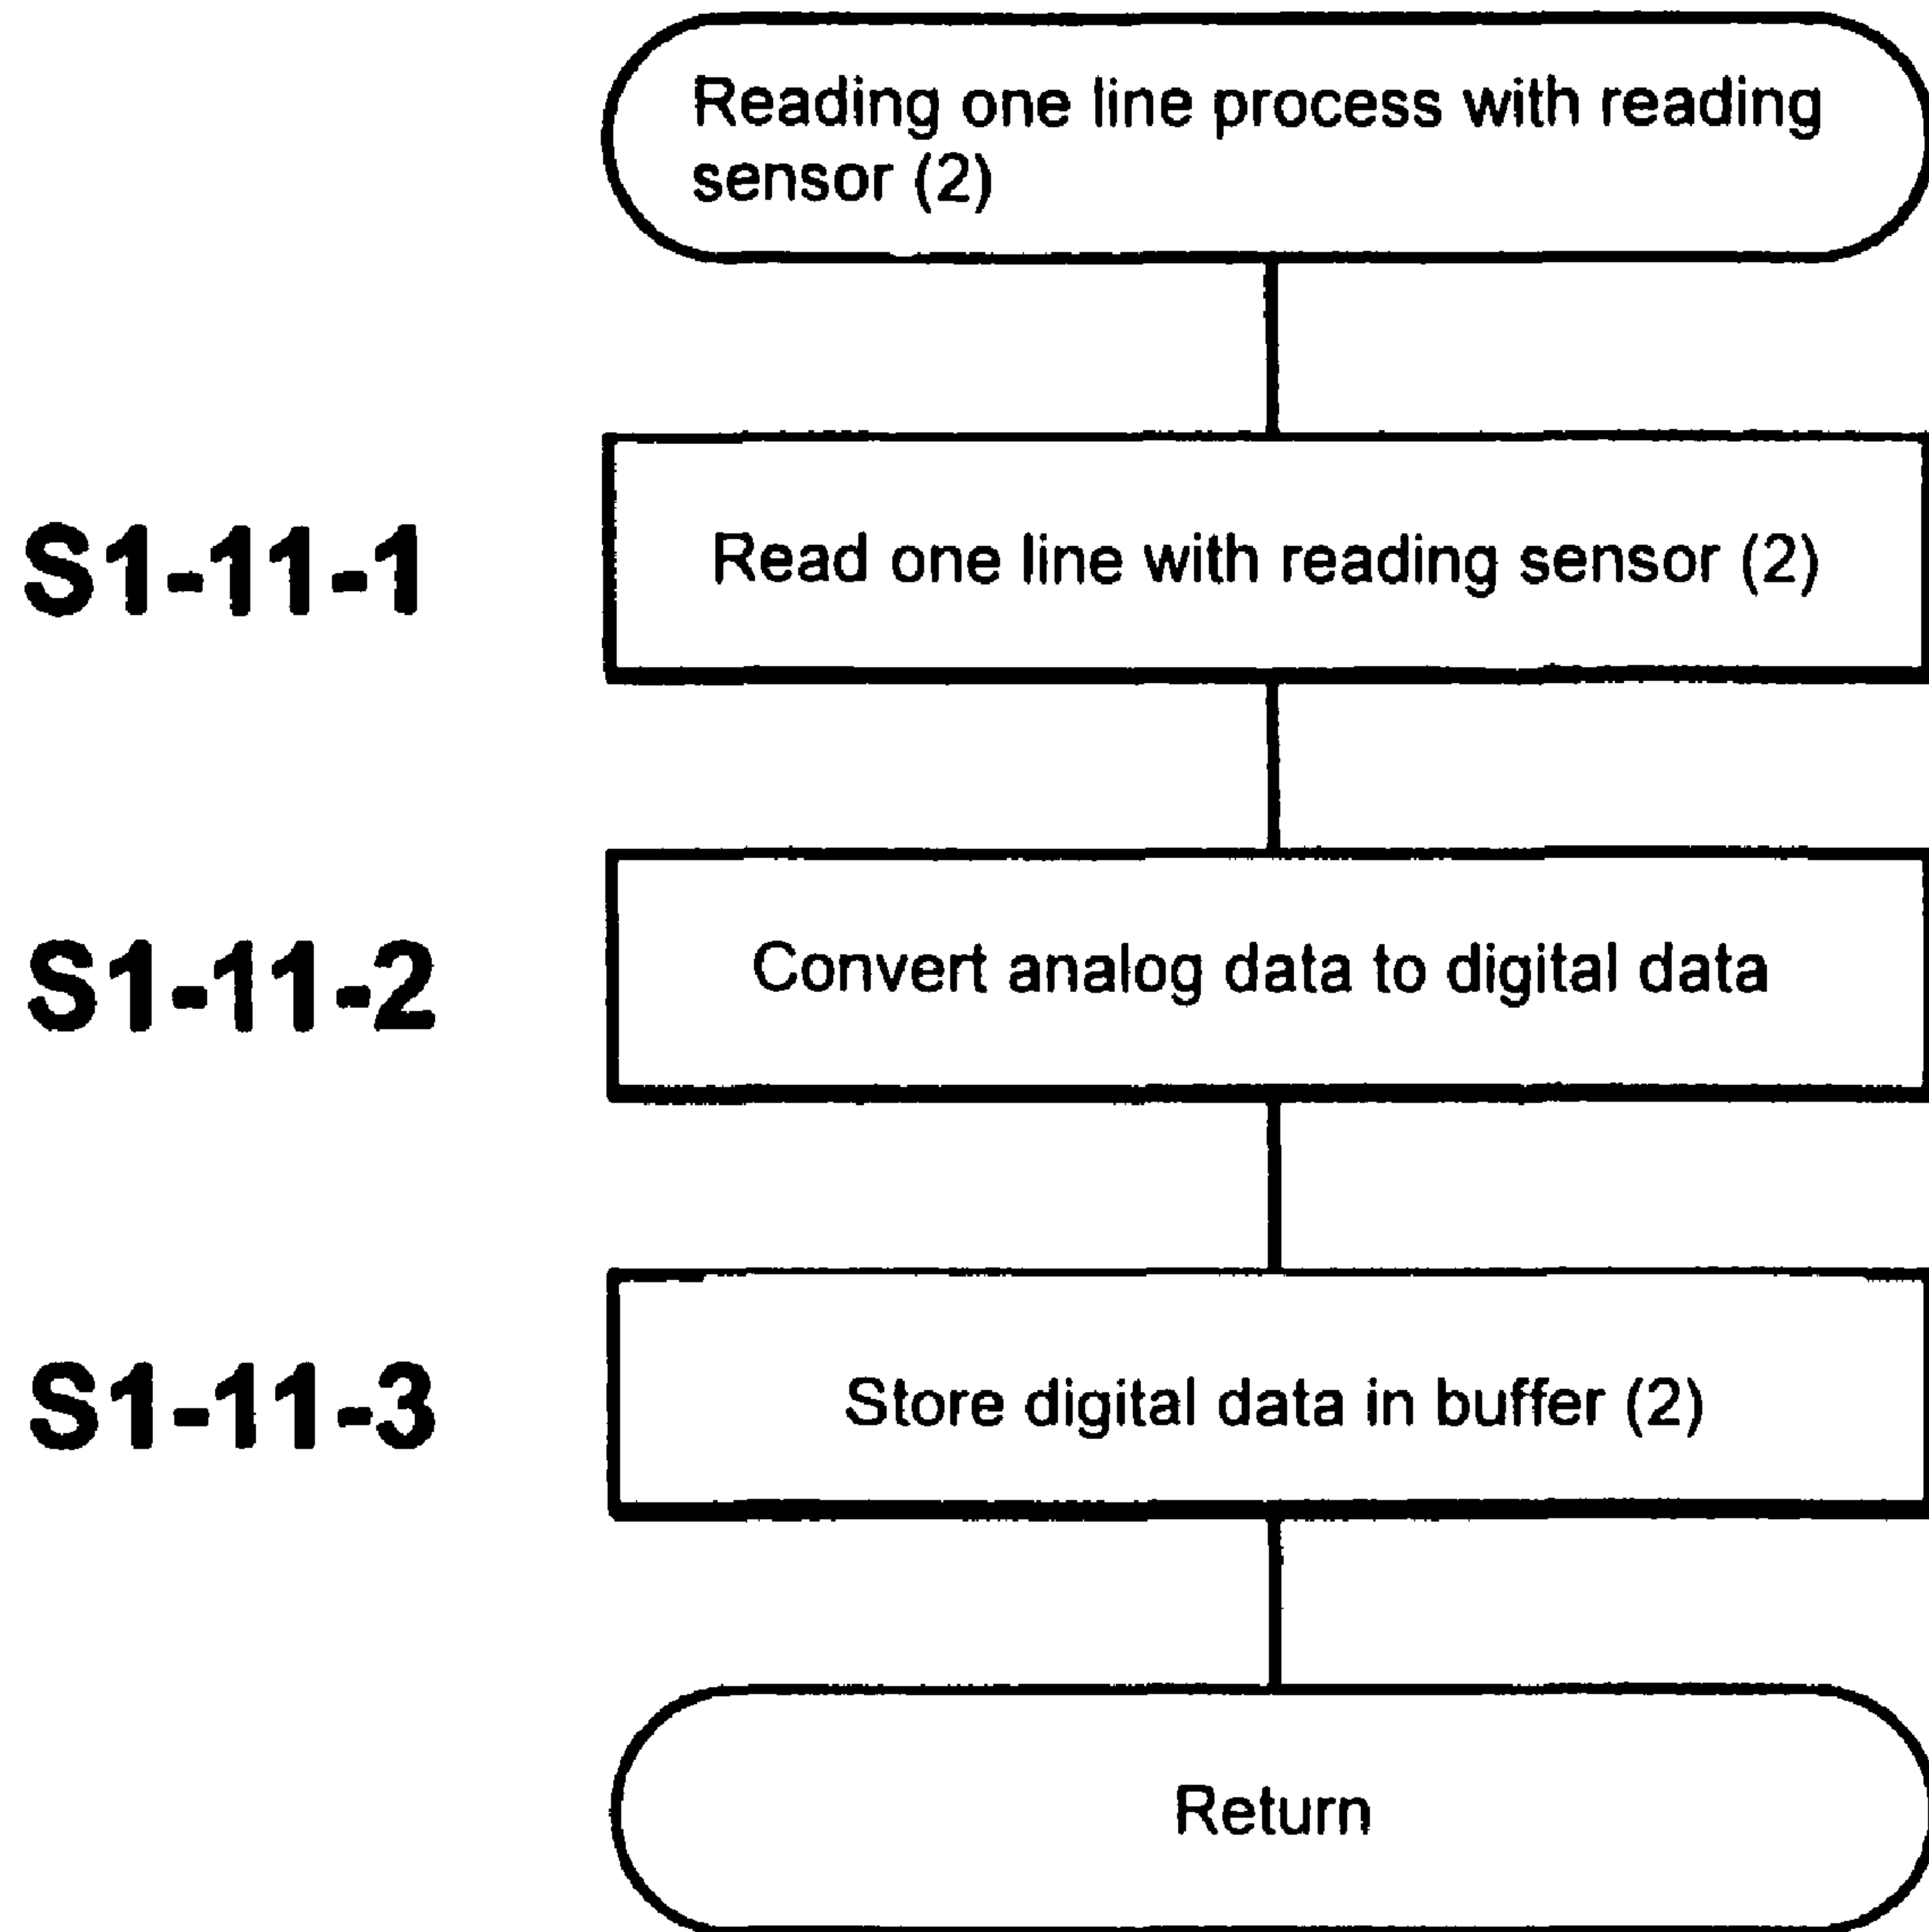 Reading one line process with reading
sensor (2)
S1-11-1
Read one line with reading sensor (2)
S1-11-2
Convert analog data to digital data
S1-11-3
Store digital data in buffer (2)
Return